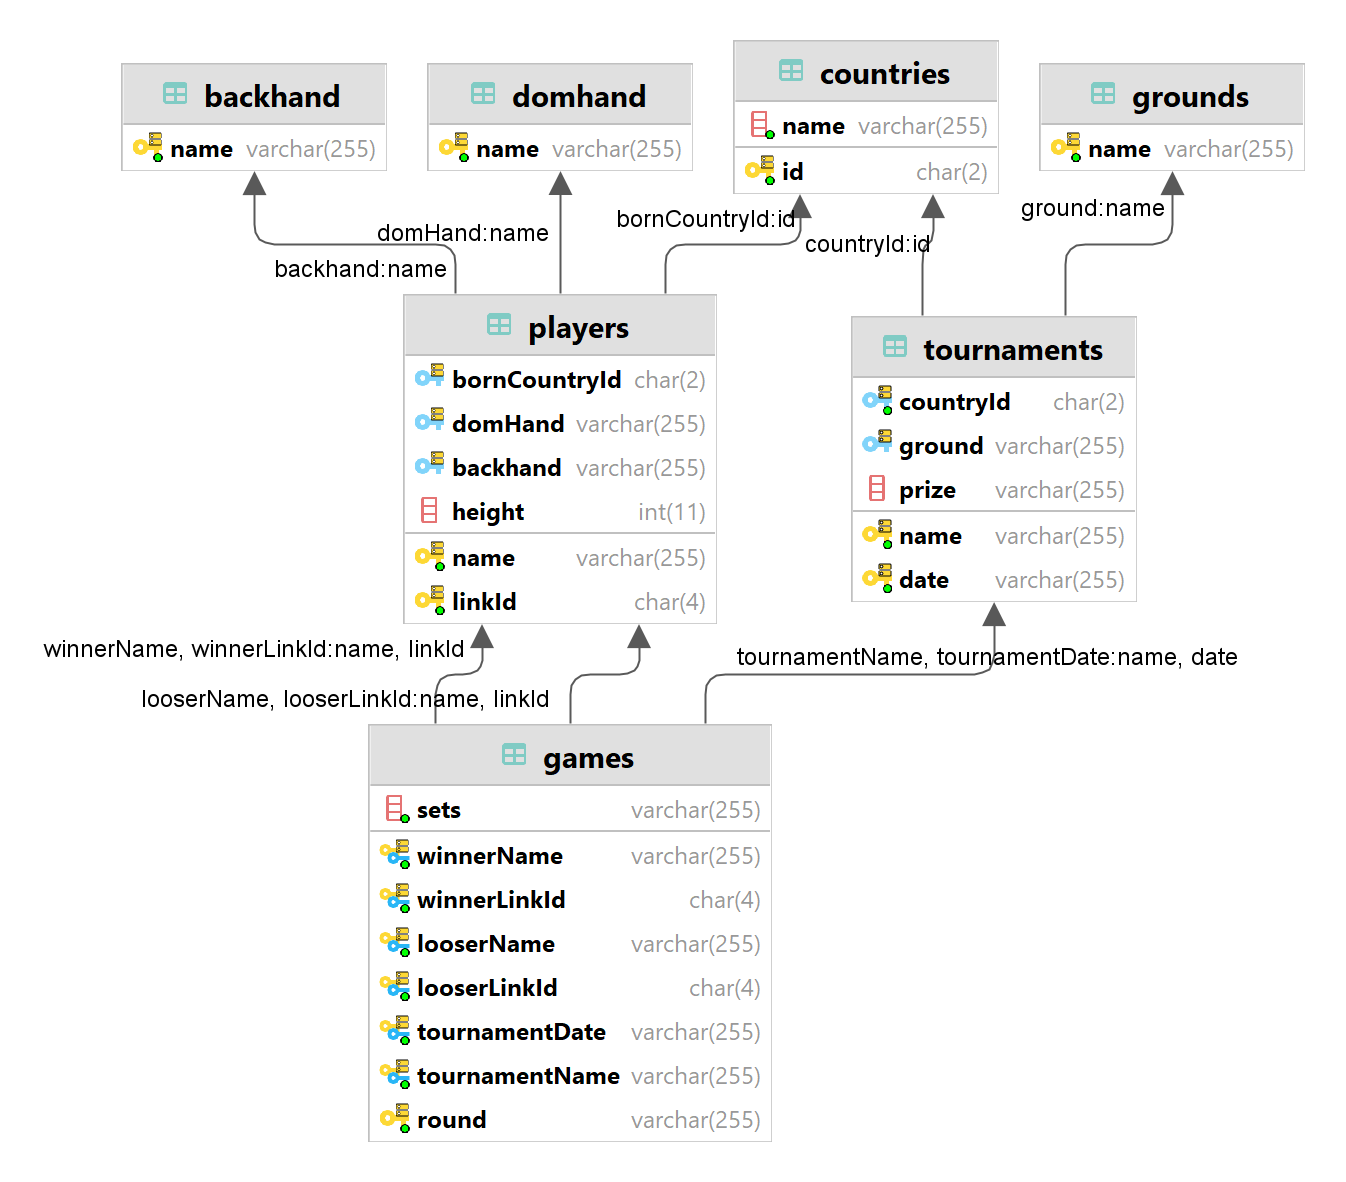 backhand
name varchar(255)
domhand
name varchar(255)
countries
name varchar(255)
id char(2)
grounds
name varchar(255)
backhand:name
domHand:name
bornCountryId:id
countryId:id
ground:name
players
bornCountryId char(2)
domHand varchar(255)
backhand varchar(255)
height int(11)
name varchar(255)
linkId char(4)
tournaments
countryId char(2)
ground varchar(255)
prize varchar(255)
name varchar(255)
date varchar(255)
winnerName, winnerLinkId:name, linkId
looserName, looserLinkId:name, linkId
tournamentName, tournamentDate:name, date
games
sets varchar(255)
winnerName varchar(255)
winnerLinkId char(4)
looserName varchar(255)
looserLinkId char(4)
tournamentDate varchar(255)
tournamentName varchar(255)
round varchar(255)